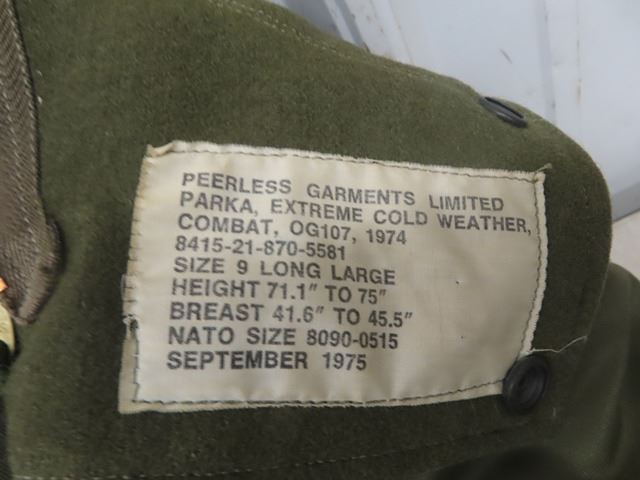 PEERLESS GARMENTS LIMITED
PARKA, EXTREME COLD WEATHER,
COMBAT, OG107, 1974
8415-21-870-5581
SIZE 9 LONG LARGE
HEIGHT 71.1" TO 75"
BREAST 41.6" TO 45.5"
NATO SIZE 8090-0515
SEPTEMBER 1975